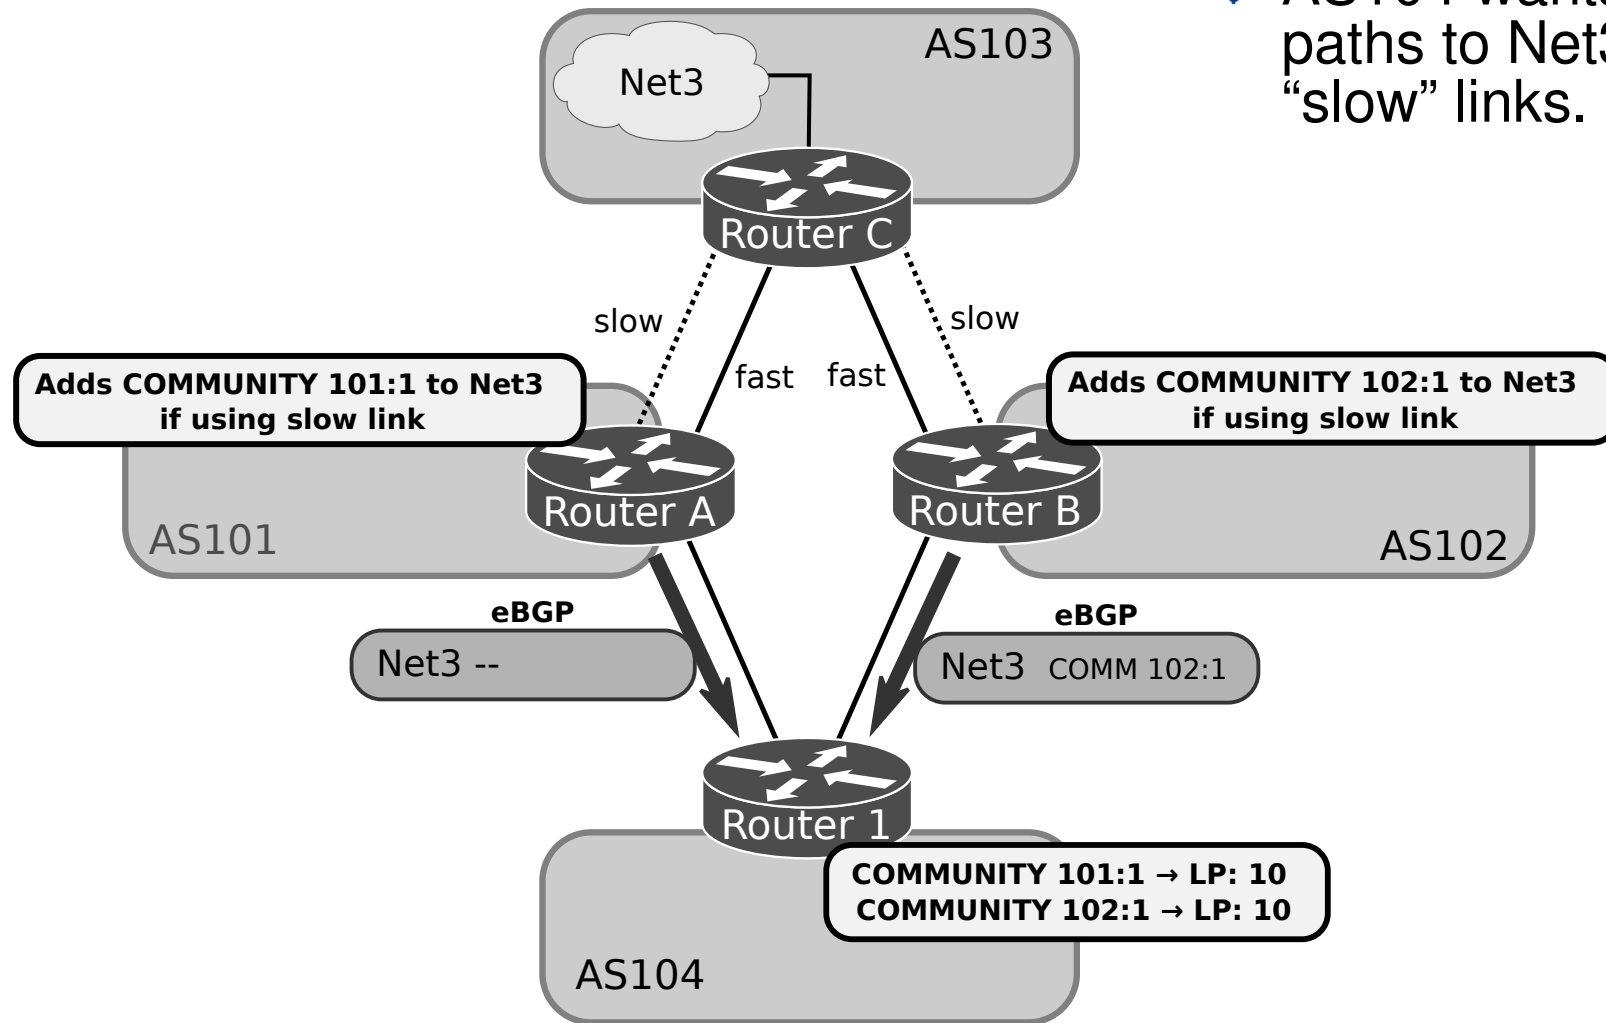 AS104 wants
paths to Net3
“slow” links.
AS103
Net3
Router C
slow
slow
fast
fast
Adds COMMUNITY 101:1 to Net3
if using slow link
Adds COMMUNITY 102:1 to Net3
if using slow link
Router A
Router B
AS101
AS102
eBGP
eBGP
Net3 --
Net3 COMM 102:1
Router 1
COMMUNITY 101:1 → LP: 10
COMMUNITY 102:1 → LP: 10
AS104